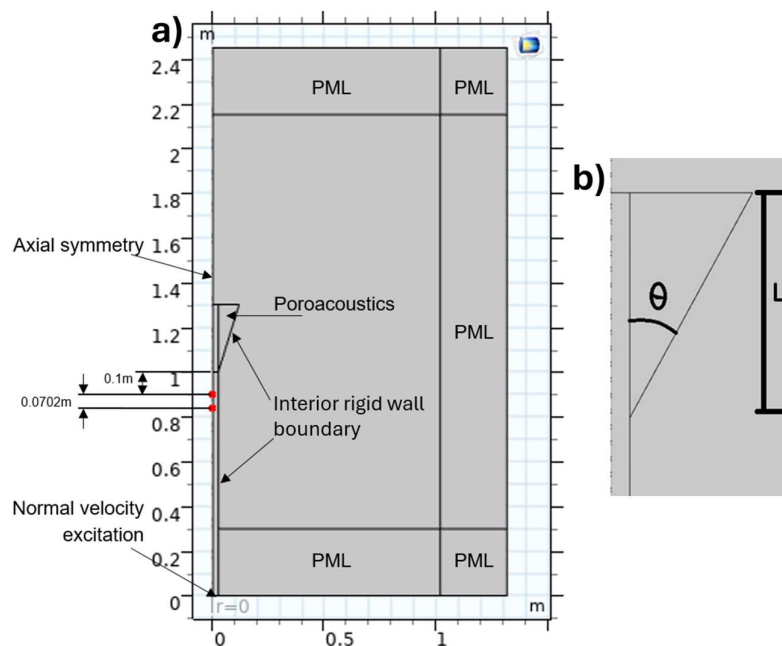 a)
m
2.4
PML
PML
2.2
2
b)
1.8
Axial symmetry
1.6
1.4
Poroacoustics
θ
L
1.2
PML
0.1m
1
0.0702m
0.8
Interior rigid wall
boundary
0.6
Normal velocity
excitation
0.4
0.2
PML
PML
0
r=0
m
0
0.5
1